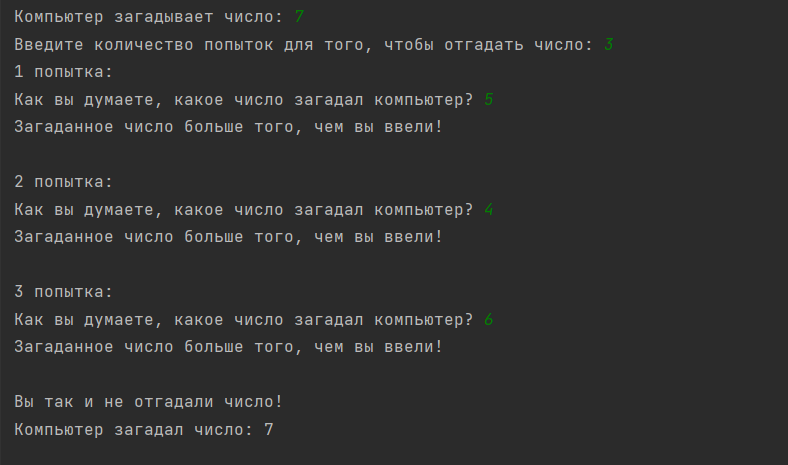 Компьютер загадывает число: 7
Введите количество попыток для того, чтобы отгадать число: 3
1 попытка:
Как вы думаете, какое число загадал компьютер? 5
Загаданное число больше того, чем вы ввели!
2 попытка:
Как вы думаете, какое число загадал компьютер? 4
Загаданное число больше того, чем вы ввели!
3 попытка:
Как вы думаете, какое число загадал компьютер? 6
Загаданное число больше того, чем вы ввели!
Вы так и не отгадали число!
Компьютер загадал число: 7